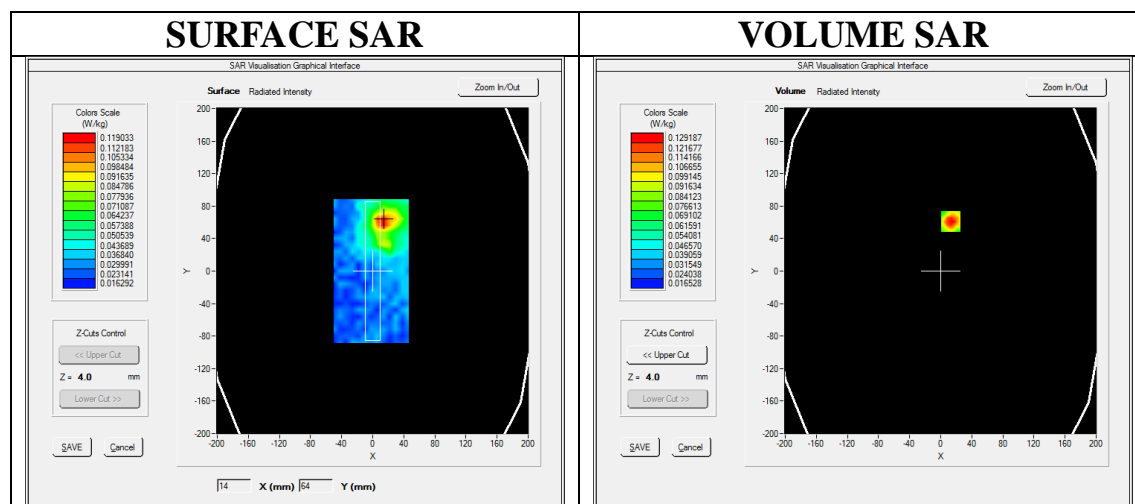 SURFACE SAR
SAR Visualisation Graphical Interface
Surface Radiated Intensity
Zoom In/Out
Colors Scale
(W/kg)
0.119033
0.112183
0.105334
0.098484
0.091635
0.084786
0.077936
0.071087
0.064237
0.057388
0.050539
0.043689
0.036840
0.029991
0.023141
0.016292
Z-Cuts Control
<< Upper Cut
Z = 4.0 mm
Lower Cut >>
SAVE Cancel
200
160
120
80
40
0
-40
-80
-120
-160
-200
Y
-200 -160 -120 -80 -40 0 40 80 120 160 200
X
14 X (mm) 64 Y (mm)
VOLUME SAR
SAR Visualisation Graphical Interface
Volume Radiated Intensity
Zoom In/Out
Colors Scale
(W/kg)
0.129187
0.121677
0.114166
0.106655
0.099145
0.091634
0.084123
0.076613
0.069102
0.061591
0.054081
0.046570
0.039059
0.031549
0.024038
0.016528
Z-Cuts Control
<< Upper Cut
Z = 4.0 mm
Lower Cut >>
SAVE Cancel
200
160
120
80
40
0
-40
-80
-120
-160
-200
Y
-200 -160 -120 -80 -40 0 40 80 120 160 200
X